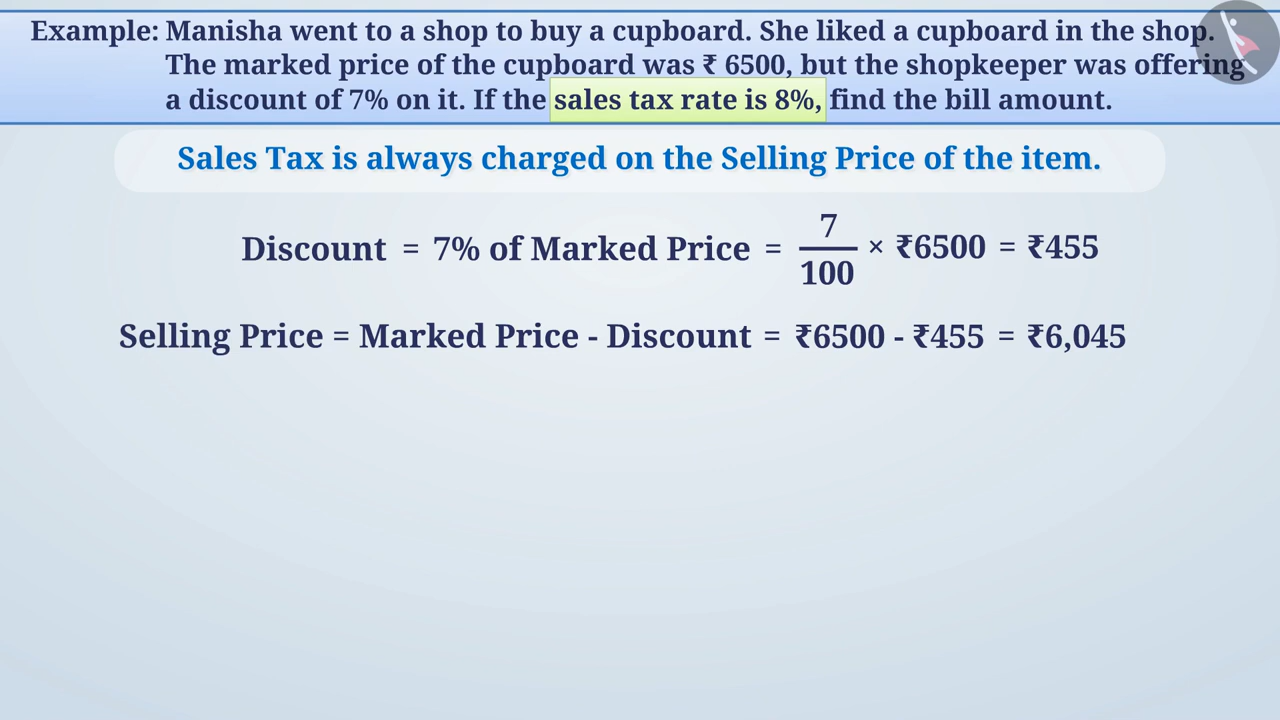 Example: Manisha went to a shop to buy a cupboard. She liked a cupboard in the shop.
The marked price of the cupboard was ₹ 6500, but the shopkeeper was offering
a discount of 7% on it. If the sales tax rate is 8%, find the bill amount.
Sales Tax is always charged on the Selling Price of the item.
Discount = 7% of Marked Price = 7/100 × ₹6500 = ₹455
Selling Price = Marked Price - Discount = ₹6500 - ₹455 = ₹6,045